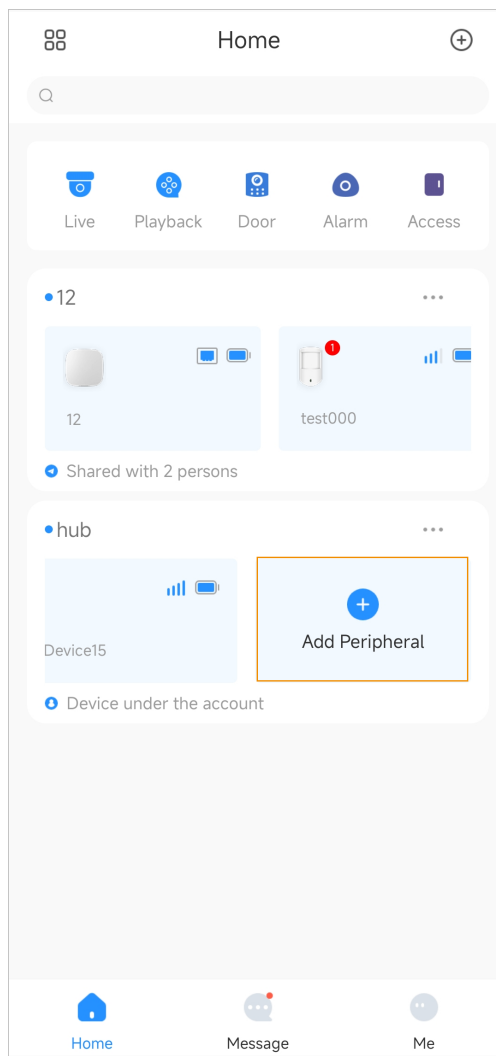 Home
Live Playback Door Alarm Access
12
1
12 test000
Shared with 2 persons
hub
Device15
Add Peripheral
Device under the account
Home Message Me